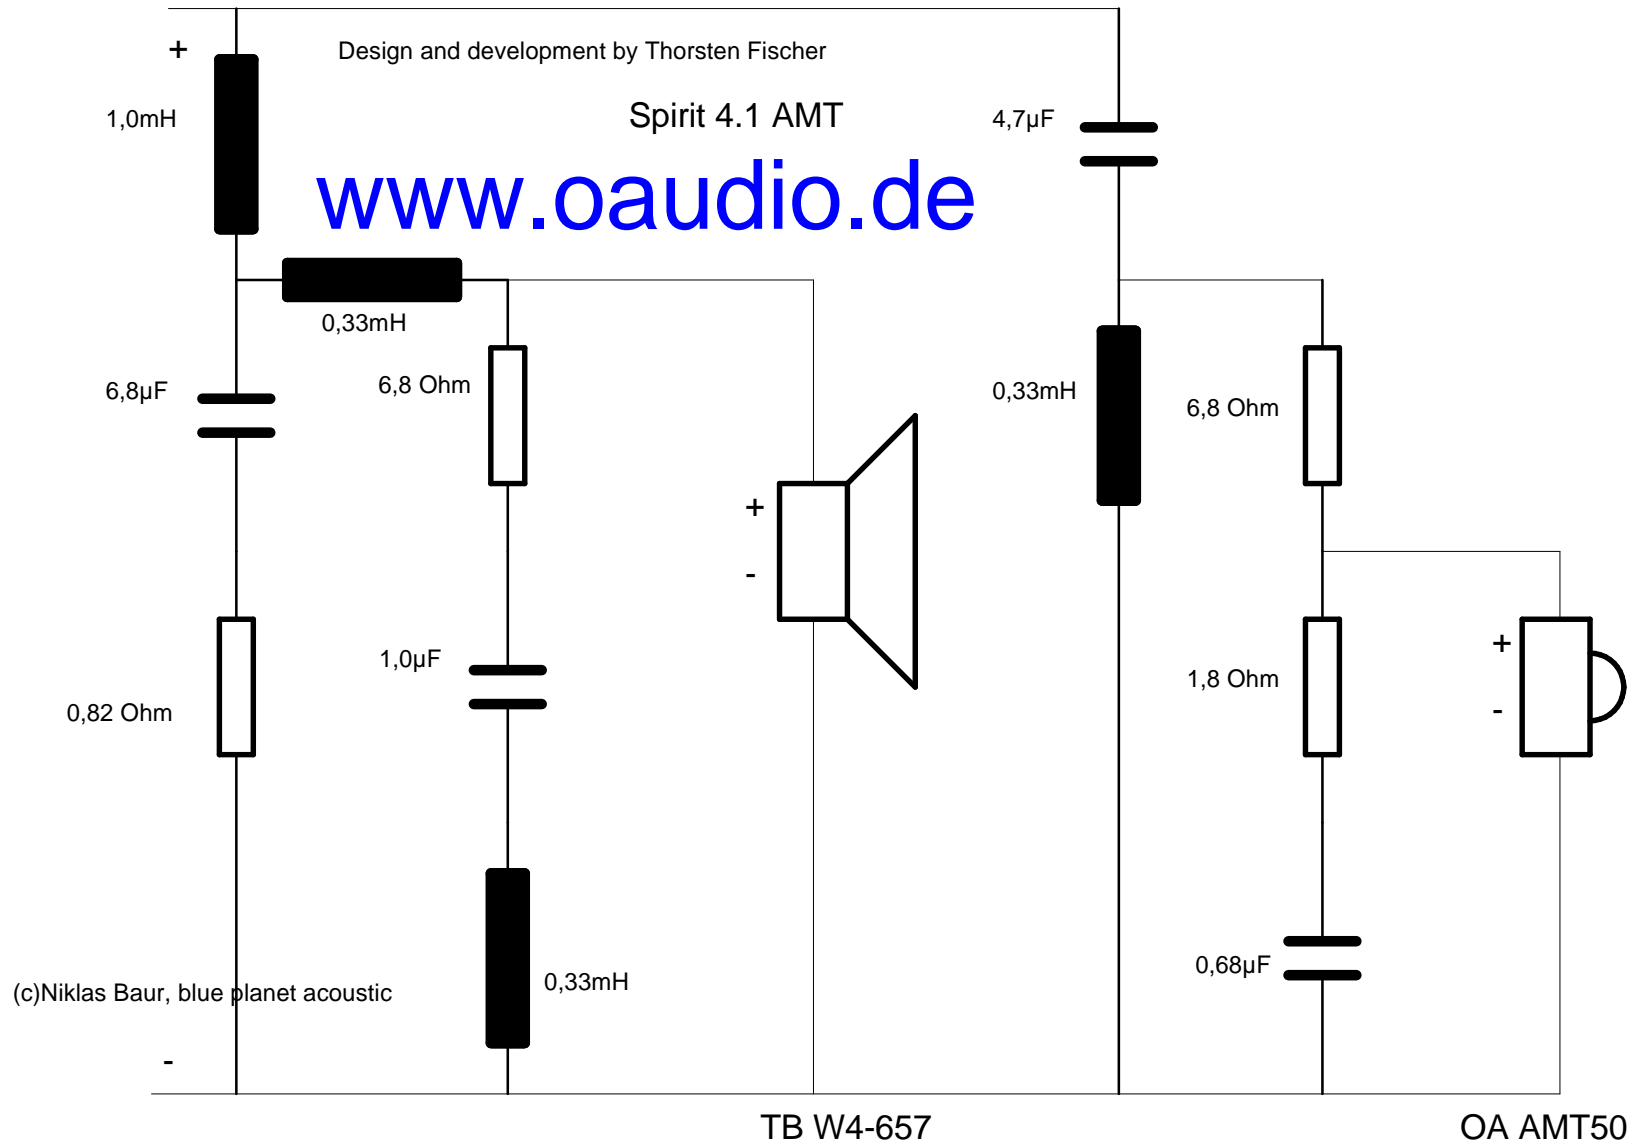 +
Design and development by Thorsten Fischer
1,0mH
Spirit 4.1 AMT
4,7µF
www.oaudio.de
0,33mH
6,8µF
6,8 Ohm
0,33mH
6,8 Ohm
+
-
1,0µF
0,82 Ohm
1,8 Ohm
+
-
0,68µF
0,33mH
(c)Niklas Baur, blue planet acoustic
-
TB W4-657
OA AMT50